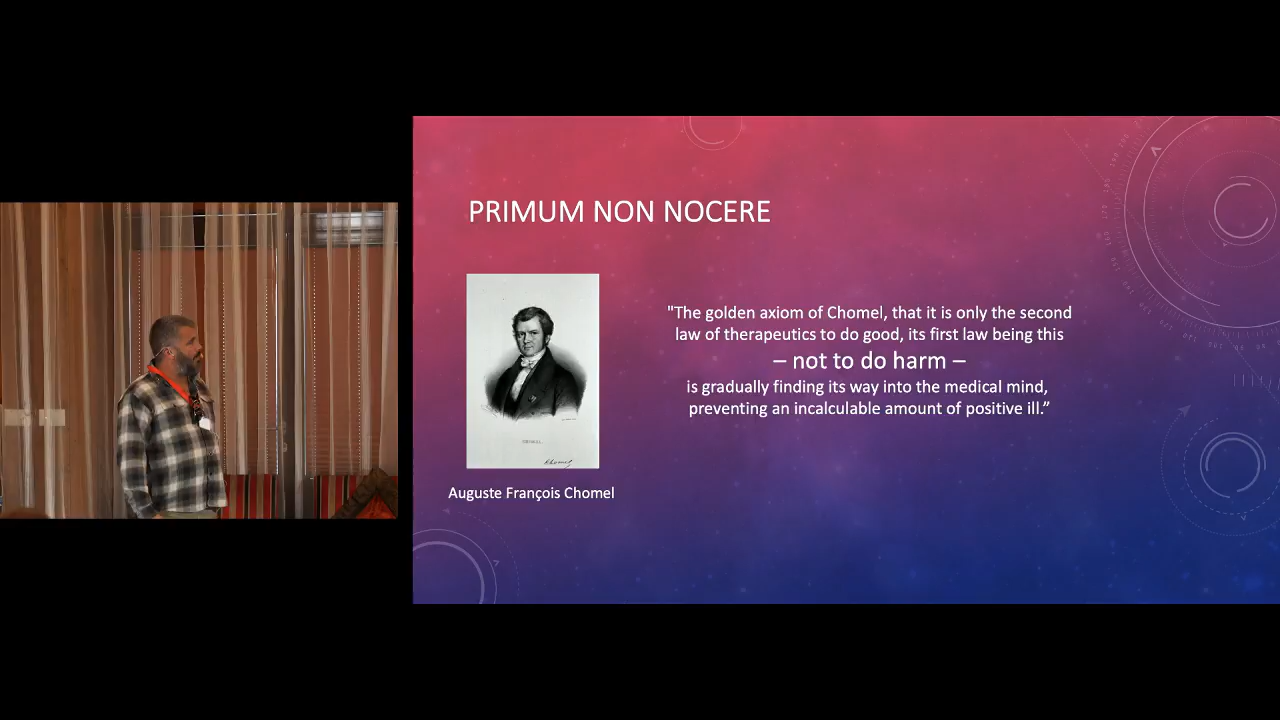 PRIMUM NON NOCERE
"The golden axiom of Chomel, that it is only the second
law of therapeutics to do good, its first law being this
– not to do harm –
is gradually finding its way into the medical mind,
preventing an incalculable amount of positive ill.”
CHOMEL.
Chomel
Auguste François Chomel